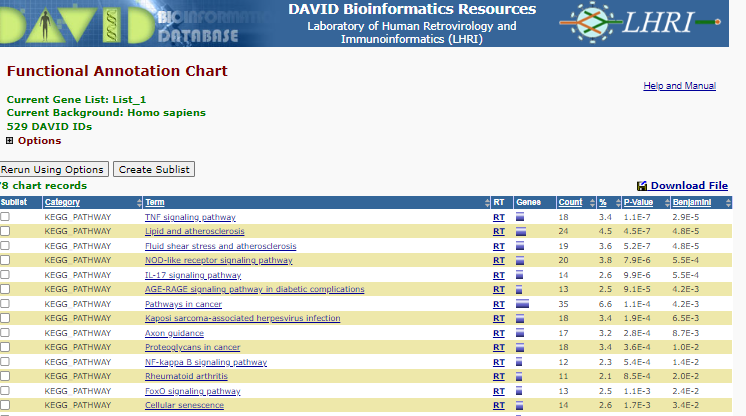 DAVID BIOINFORMATICS DATABASE
DAVID Bioinformatics Resources
Laboratory of Human Retrovirology and
Immunoinformatics (LHRI)
LHRI
Functional Annotation Chart
Help and Manual
Current Gene List: List_1
Current Background: Homo sapiens
529 DAVID IDs
Options
Rerun Using Options Create Sublist
78 chart records Download File
Sublist Category Term RT Genes Count % P-Value Benjamini
KEGG_PATHWAY TNF signaling pathway RT 18 3.4 1.1E-7 2.9E-5
KEGG_PATHWAY Lipid and atherosclerosis RT 24 4.5 4.5E-7 4.8E-5
KEGG_PATHWAY Fluid shear stress and atherosclerosis RT 19 3.6 5.2E-7 4.8E-5
KEGG_PATHWAY NOD-like receptor signaling pathway RT 20 3.8 7.9E-6 5.5E-4
KEGG_PATHWAY IL-17 signaling pathway RT 14 2.6 9.9E-6 5.5E-4
KEGG_PATHWAY AGE-RAGE signaling pathway in diabetic complications RT 13 2.5 9.1E-5 4.2E-3
KEGG_PATHWAY Pathways in cancer RT 35 6.6 1.1E-4 4.2E-3
KEGG_PATHWAY Kaposi sarcoma-associated herpesvirus infection RT 18 3.4 1.9E-4 6.5E-3
KEGG_PATHWAY Axon guidance RT 17 3.2 2.8E-4 8.7E-3
KEGG_PATHWAY Proteoglycans in cancer RT 18 3.4 3.6E-4 1.0E-2
KEGG_PATHWAY NF-kappa B signaling pathway RT 12 2.3 5.4E-4 1.4E-2
KEGG_PATHWAY Rheumatoid arthritis RT 11 2.1 8.5E-4 2.0E-2
KEGG_PATHWAY FoxO signaling pathway RT 13 2.5 1.1E-3 2.4E-2
KEGG_PATHWAY Cellular senescence RT 14 2.6 1.7E-3 3.4E-2